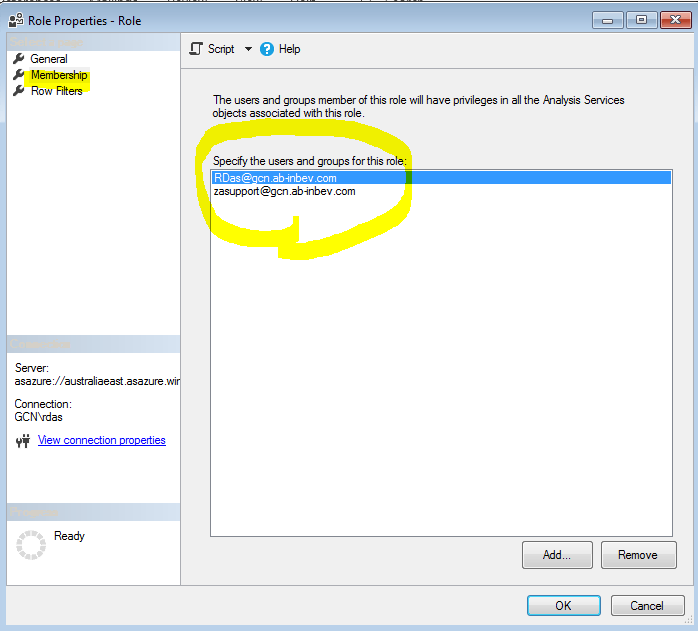 Role Properties - Role
Script
Help
General
Membership
Row Filters
The users and groups member of this role will have privileges in all the Analysis Services
objects associated with this role.
Specify the users and groups for this role:
RDas@gcn.ab-inbev.com
zasupport@gcn.ab-inbev.com
Server:
asazure://australiaeast.asazure.wir
Connection:
GCN\rdas
View connection properties
Ready
Add...
Remove
OK
Cancel